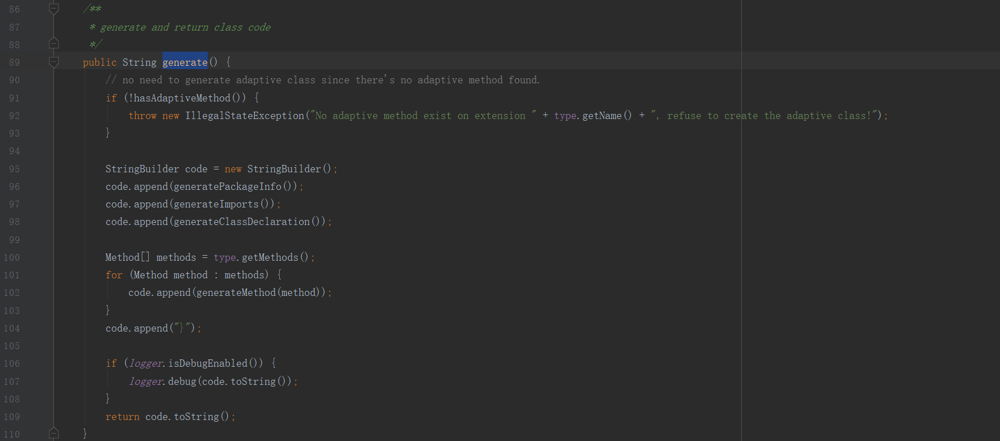 86 /**
87 * generate and return class code
88 */
89 public String generate() {
90 // no need to generate adaptive class since there's no adaptive method found.
91 if (!hasAdaptiveMethod()) {
92 throw new IllegalStateException("No adaptive method exist on extension " + type.getName() + ", refuse to create the adaptive class!");
93 }
94
95 StringBuilder code = new StringBuilder();
96 code.append(generatePackageInfo());
97 code.append(generateImports());
98 code.append(generateClassDeclaration());
99
100 Method[] methods = type.getMethods();
101 for (Method method : methods) {
102 code.append(generateMethod(method));
103 }
104 code.append("}");
105
106 if (logger.isDebugEnabled()) {
107 logger.debug(code.toString());
108 }
109 return code.toString();
110 }